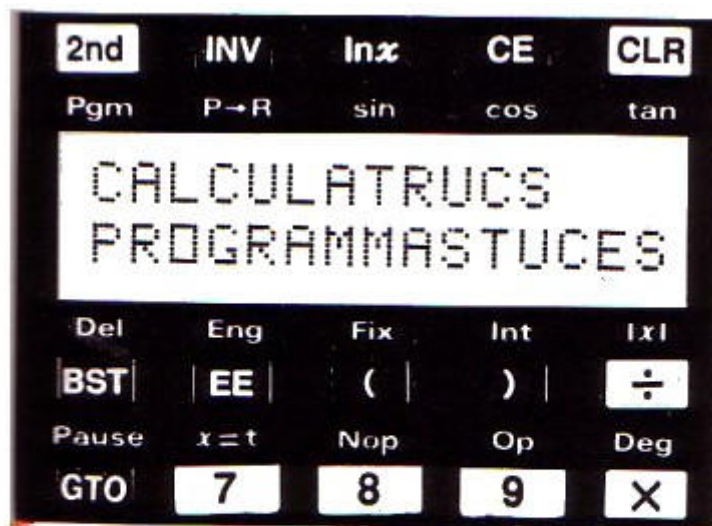 2nd INV lnx CE CLR
Pgm P→R sin cos tan
CALCULATRUCS
PROGRAMMASTUCES
Del Eng Fix Int |x|
BST EE ( ) ÷
Pause x=t Nop Op Deg
GTO 7 8 9 ×